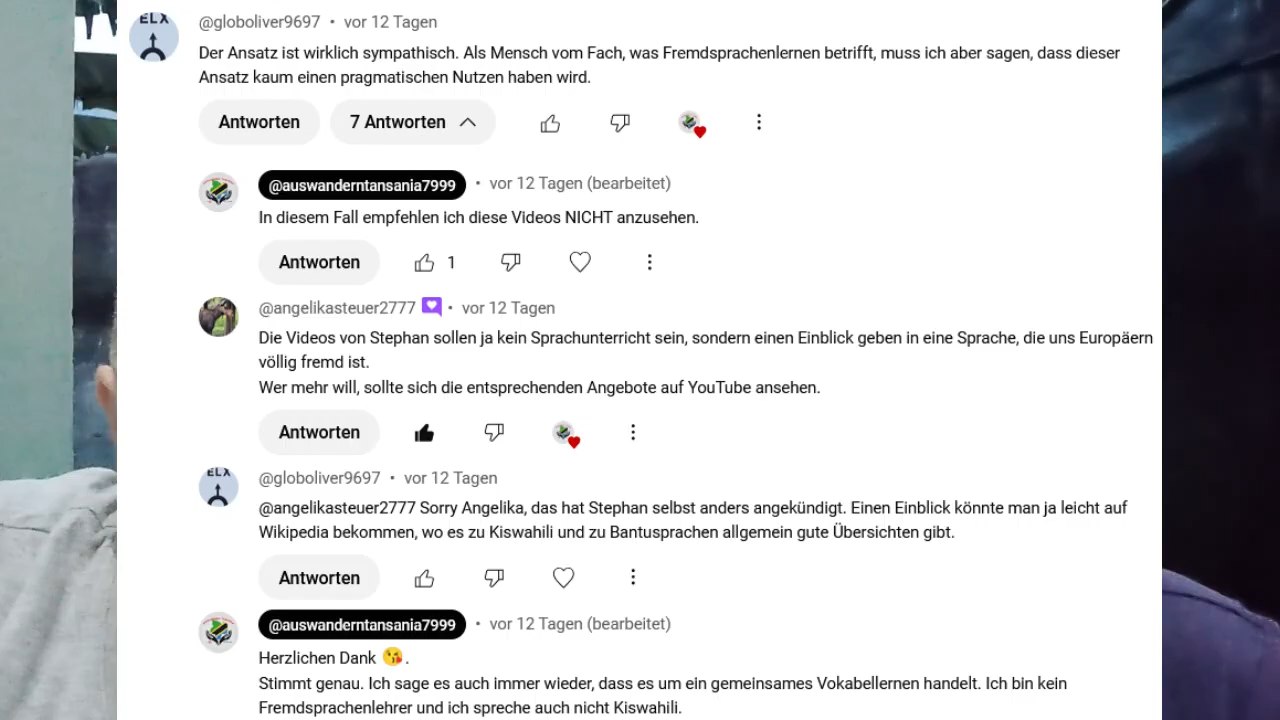 ELX
@globoliver9697 • vor 12 Tagen
Der Ansatz ist wirklich sympathisch. Als Mensch vom Fach, was Fremdsprachenlernen betrifft, muss ich aber sagen, dass dieser
Ansatz kaum einen pragmatischen Nutzen haben wird.
Antworten 7 Antworten
@auswanderntansania7999 • vor 12 Tagen (bearbeitet)
In diesem Fall empfehlen ich diese Videos NICHT anzusehen.
Antworten 1
@angelikasteuer2777 • vor 12 Tagen
Die Videos von Stephan sollen ja kein Sprachunterricht sein, sondern einen Einblick geben in eine Sprache, die uns Europäern
völlig fremd ist.
Wer mehr will, sollte sich die entsprechenden Angebote auf YouTube ansehen.
Antworten
ELX
@globoliver9697 • vor 12 Tagen
@angelikasteuer2777 Sorry Angelika, das hat Stephan selbst anders angekündigt. Einen Einblick könnte man ja leicht auf
Wikipedia bekommen, wo es zu Kiswahili und zu Bantusprachen allgemein gute Übersichten gibt.
Antworten
@auswanderntansania7999 • vor 12 Tagen (bearbeitet)
Herzlichen Dank 😘.
Stimmt genau. Ich sage es auch immer wieder, dass es um ein gemeinsames Vokabellernen handelt. Ich bin kein
Fremdsprachenlehrer und ich spreche auch nicht Kiswahili.